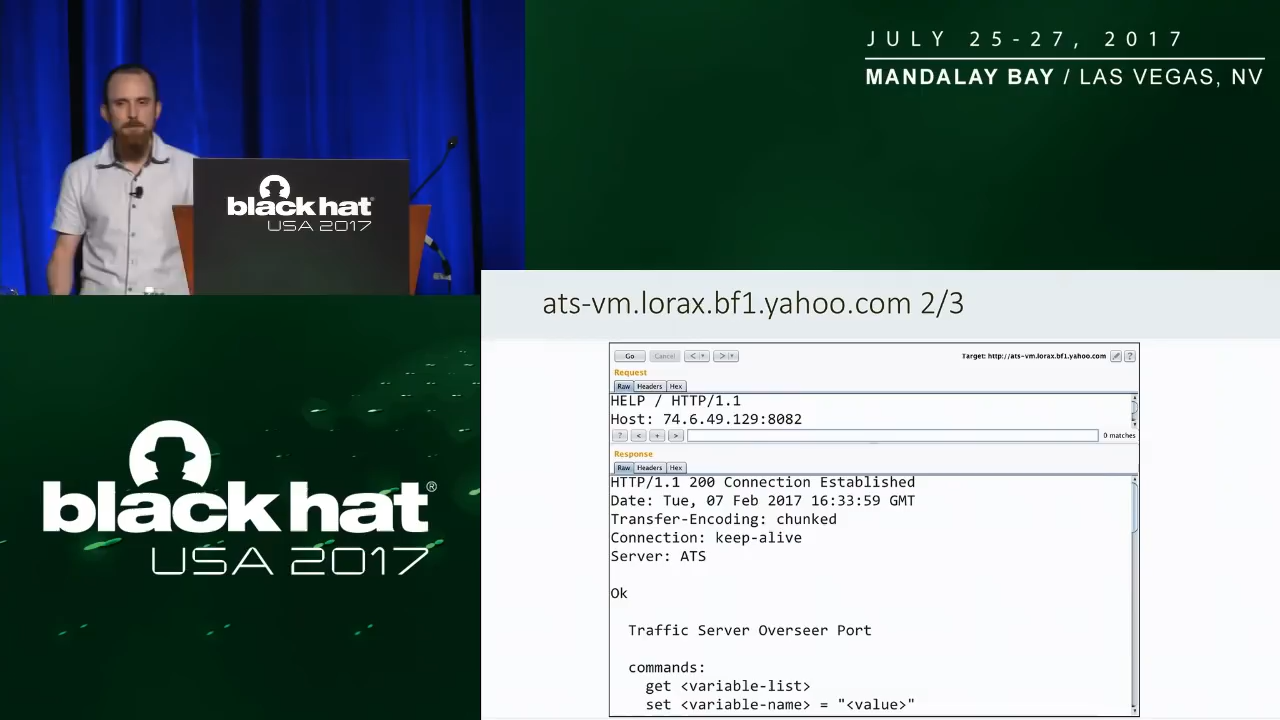 JULY 25-27, 2017
MANDALAY BAY / LAS VEGAS, NV
black hat
USA 2017
ats-vm.lorax.bf1.yahoo.com 2/3
Go Cancel < > Target: http://ats-vm.lorax.bf1.yahoo.com ?
Request
Raw Headers Hex
HELP / HTTP/1.1
Host: 74.6.49.129:8082
? < + > 0 matches
Response
Raw Headers Hex
HTTP/1.1 200 Connection Established
Date: Tue, 07 Feb 2017 16:33:59 GMT
Transfer-Encoding: chunked
Connection: keep-alive
Server: ATS
Ok
Traffic Server Overseer Port
commands:
get <variable-list>
set <variable-name> = "<value>"
black hat®
USA 2017